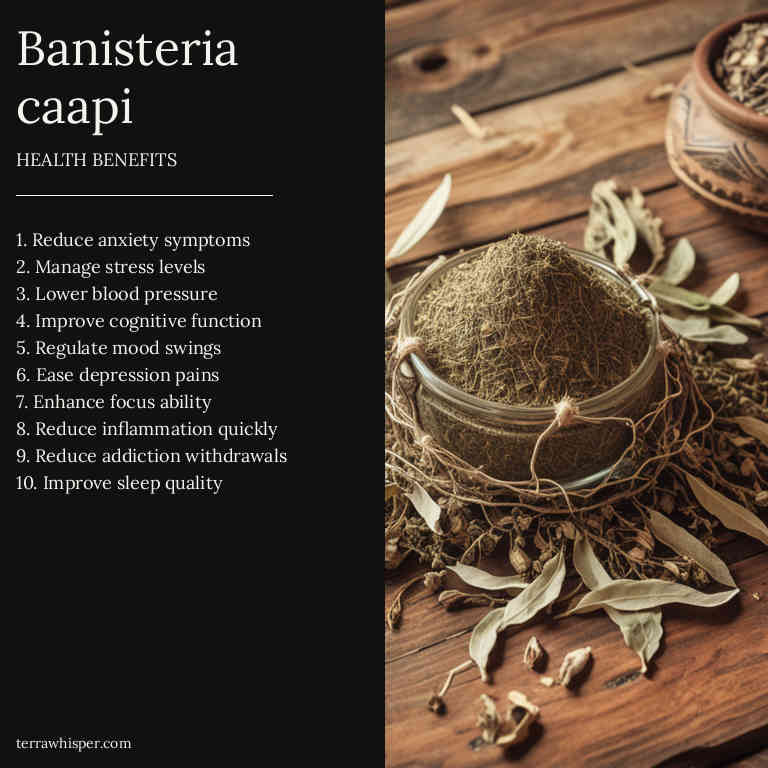 Banisteria
caapi
HEALTH BENEFITS
1. Reduce anxiety symptoms
2. Manage stress levels
3. Lower blood pressure
4. Improve cognitive function
5. Regulate mood swings
6. Ease depression pains
7. Enhance focus ability
8. Reduce inflammation quickly
9. Reduce addiction withdrawals
10. Improve sleep quality
terrawhisper.com